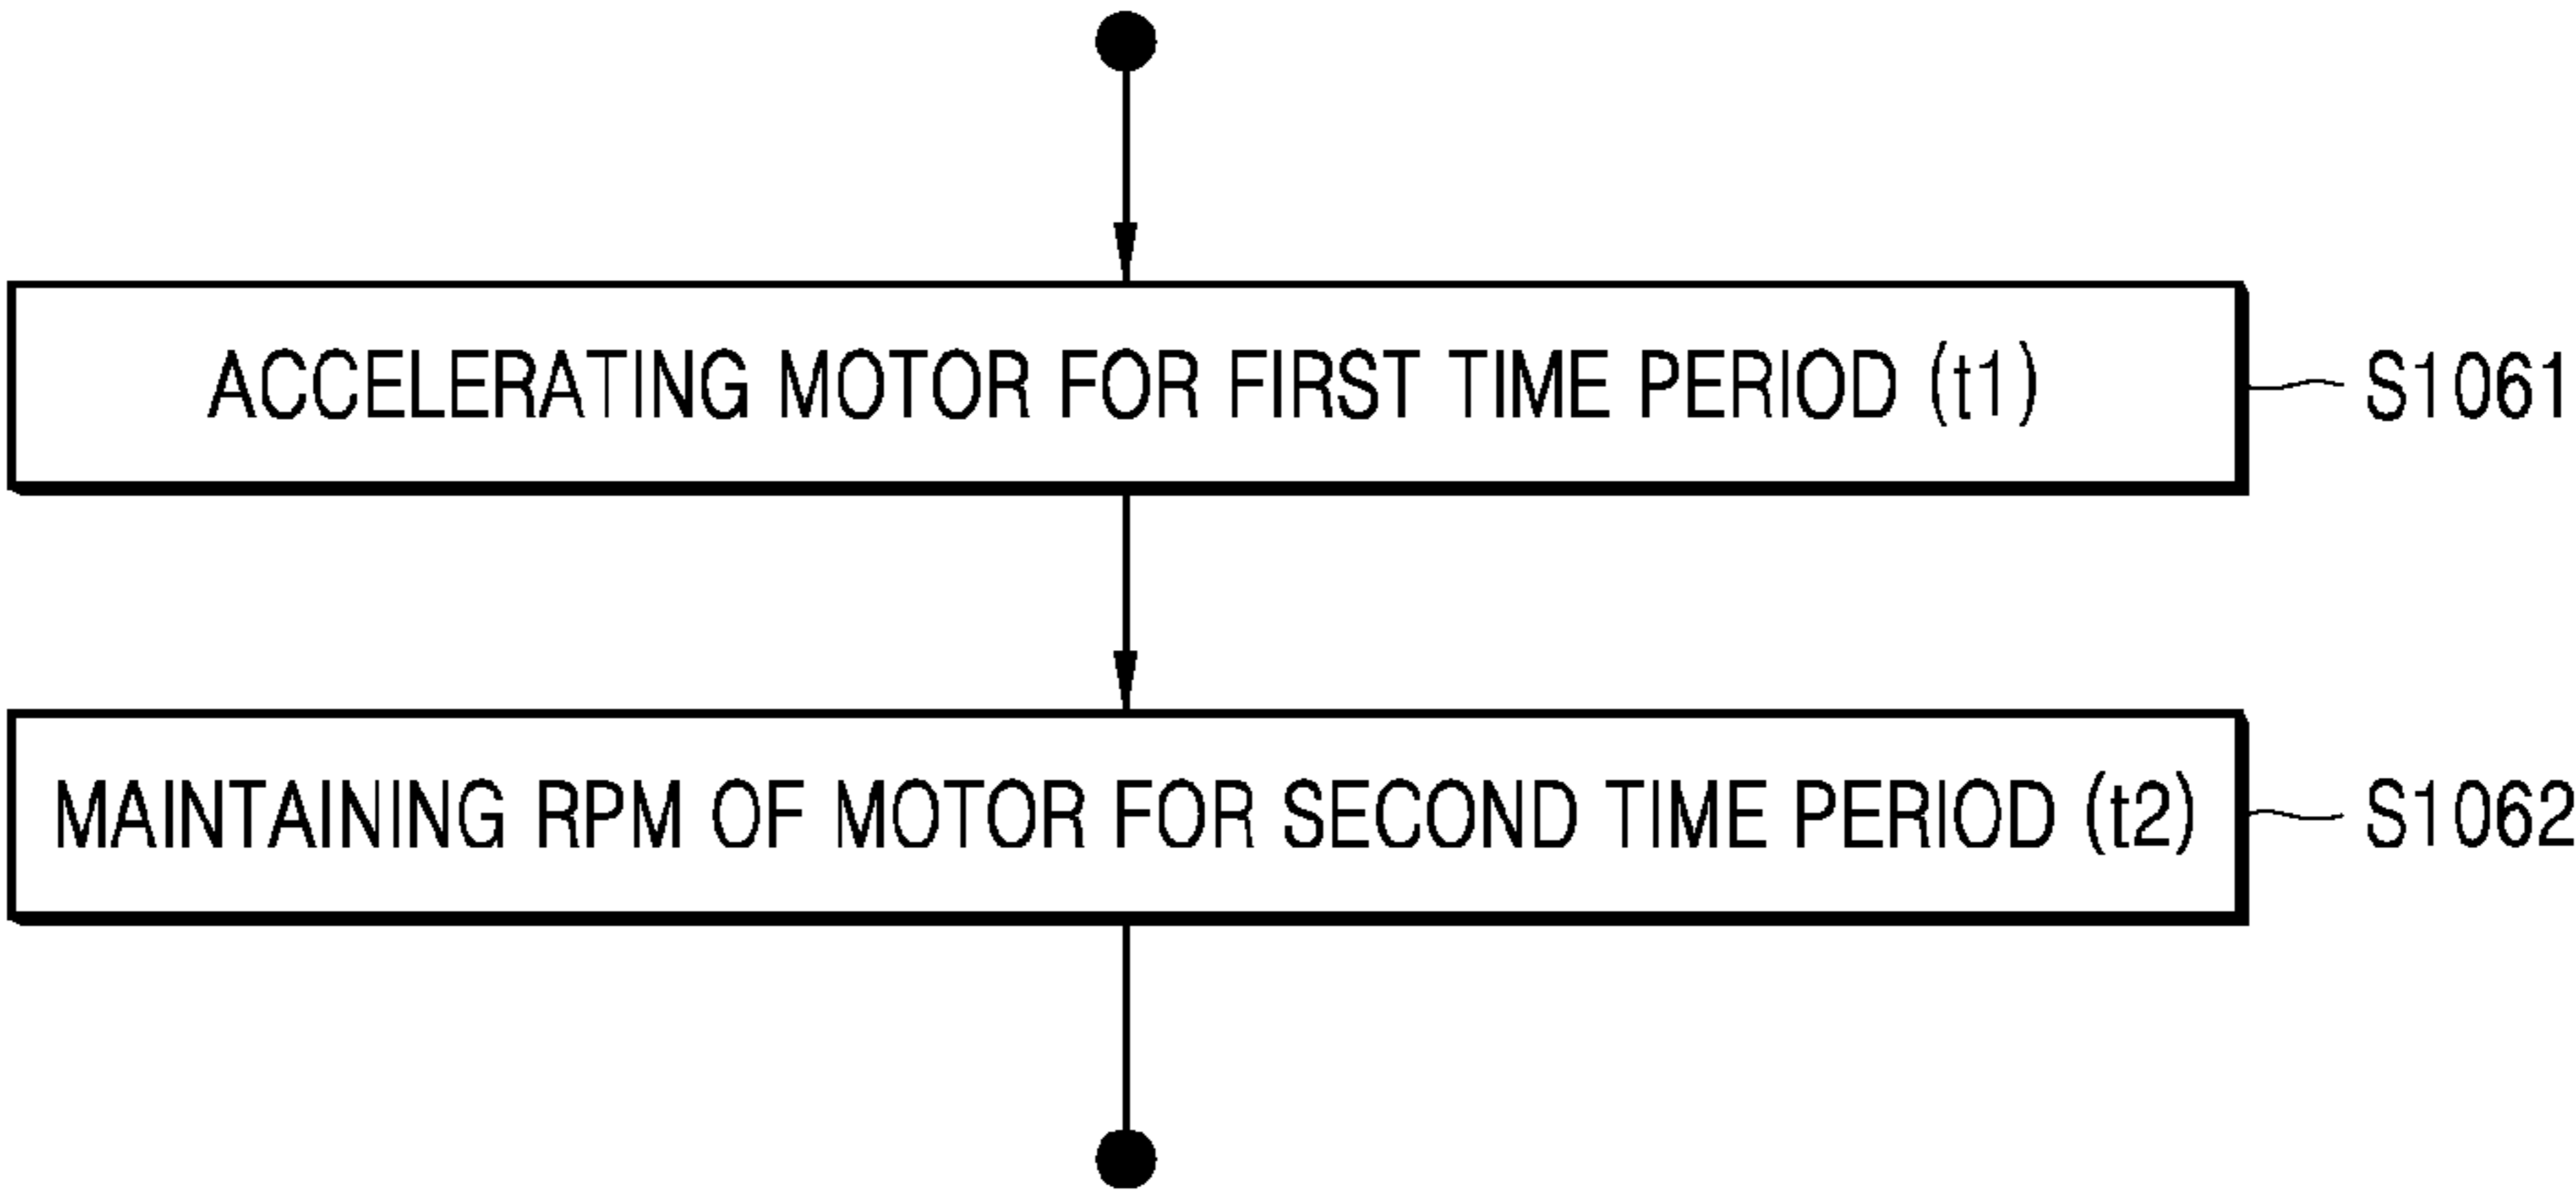 ACCELERATING MOTOR FOR FIRST TIME PERIOD (t1) S1061
MAINTAINING RPM OF MOTOR FOR SECOND TIME PERIOD (t2) S1062